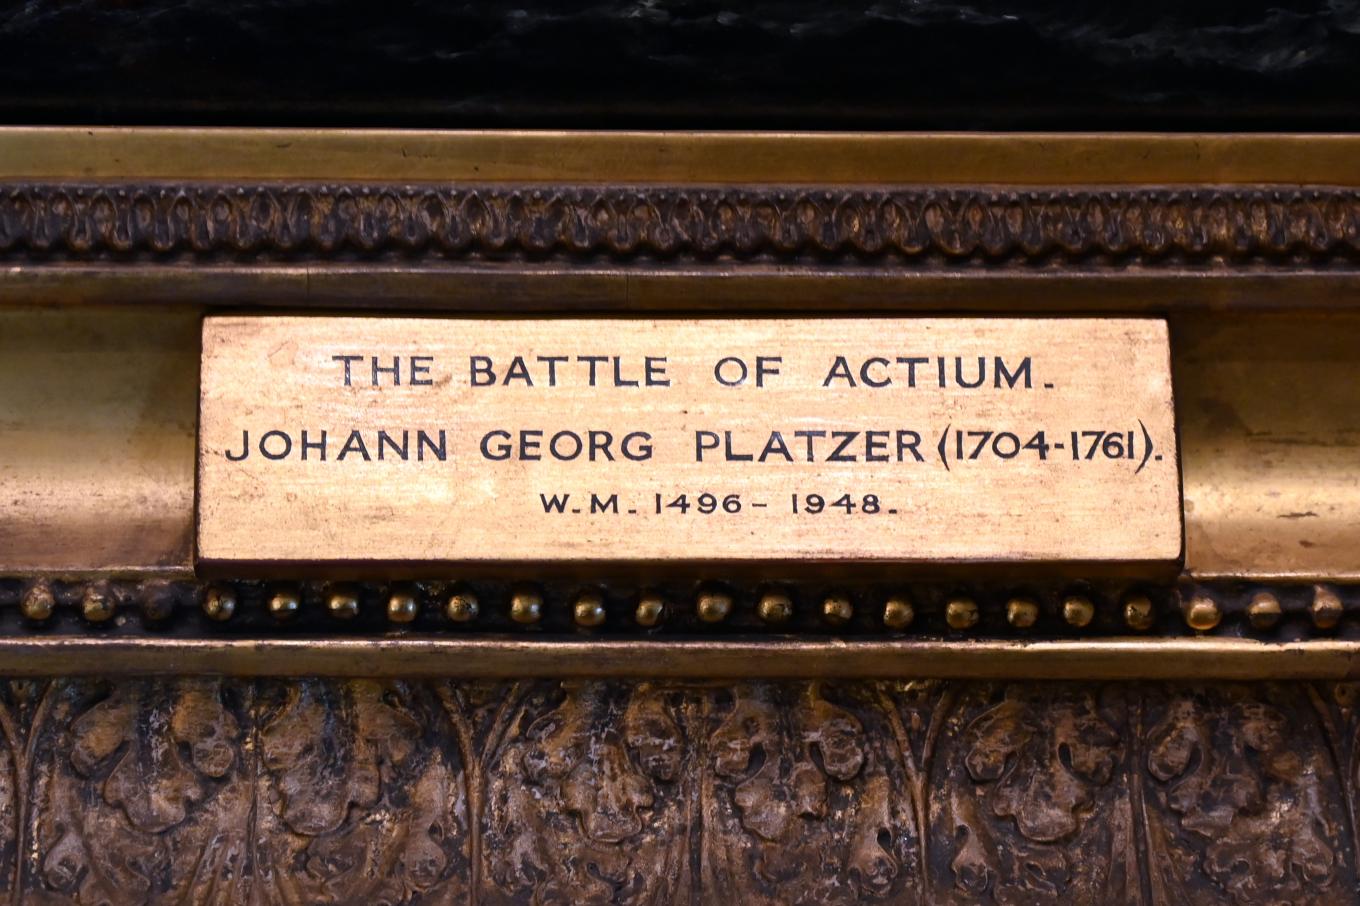 THE BATTLE OF ACTIUM.
JOHANN GEORG PLATZER (1704-1761).
W.M. 1496-1948.